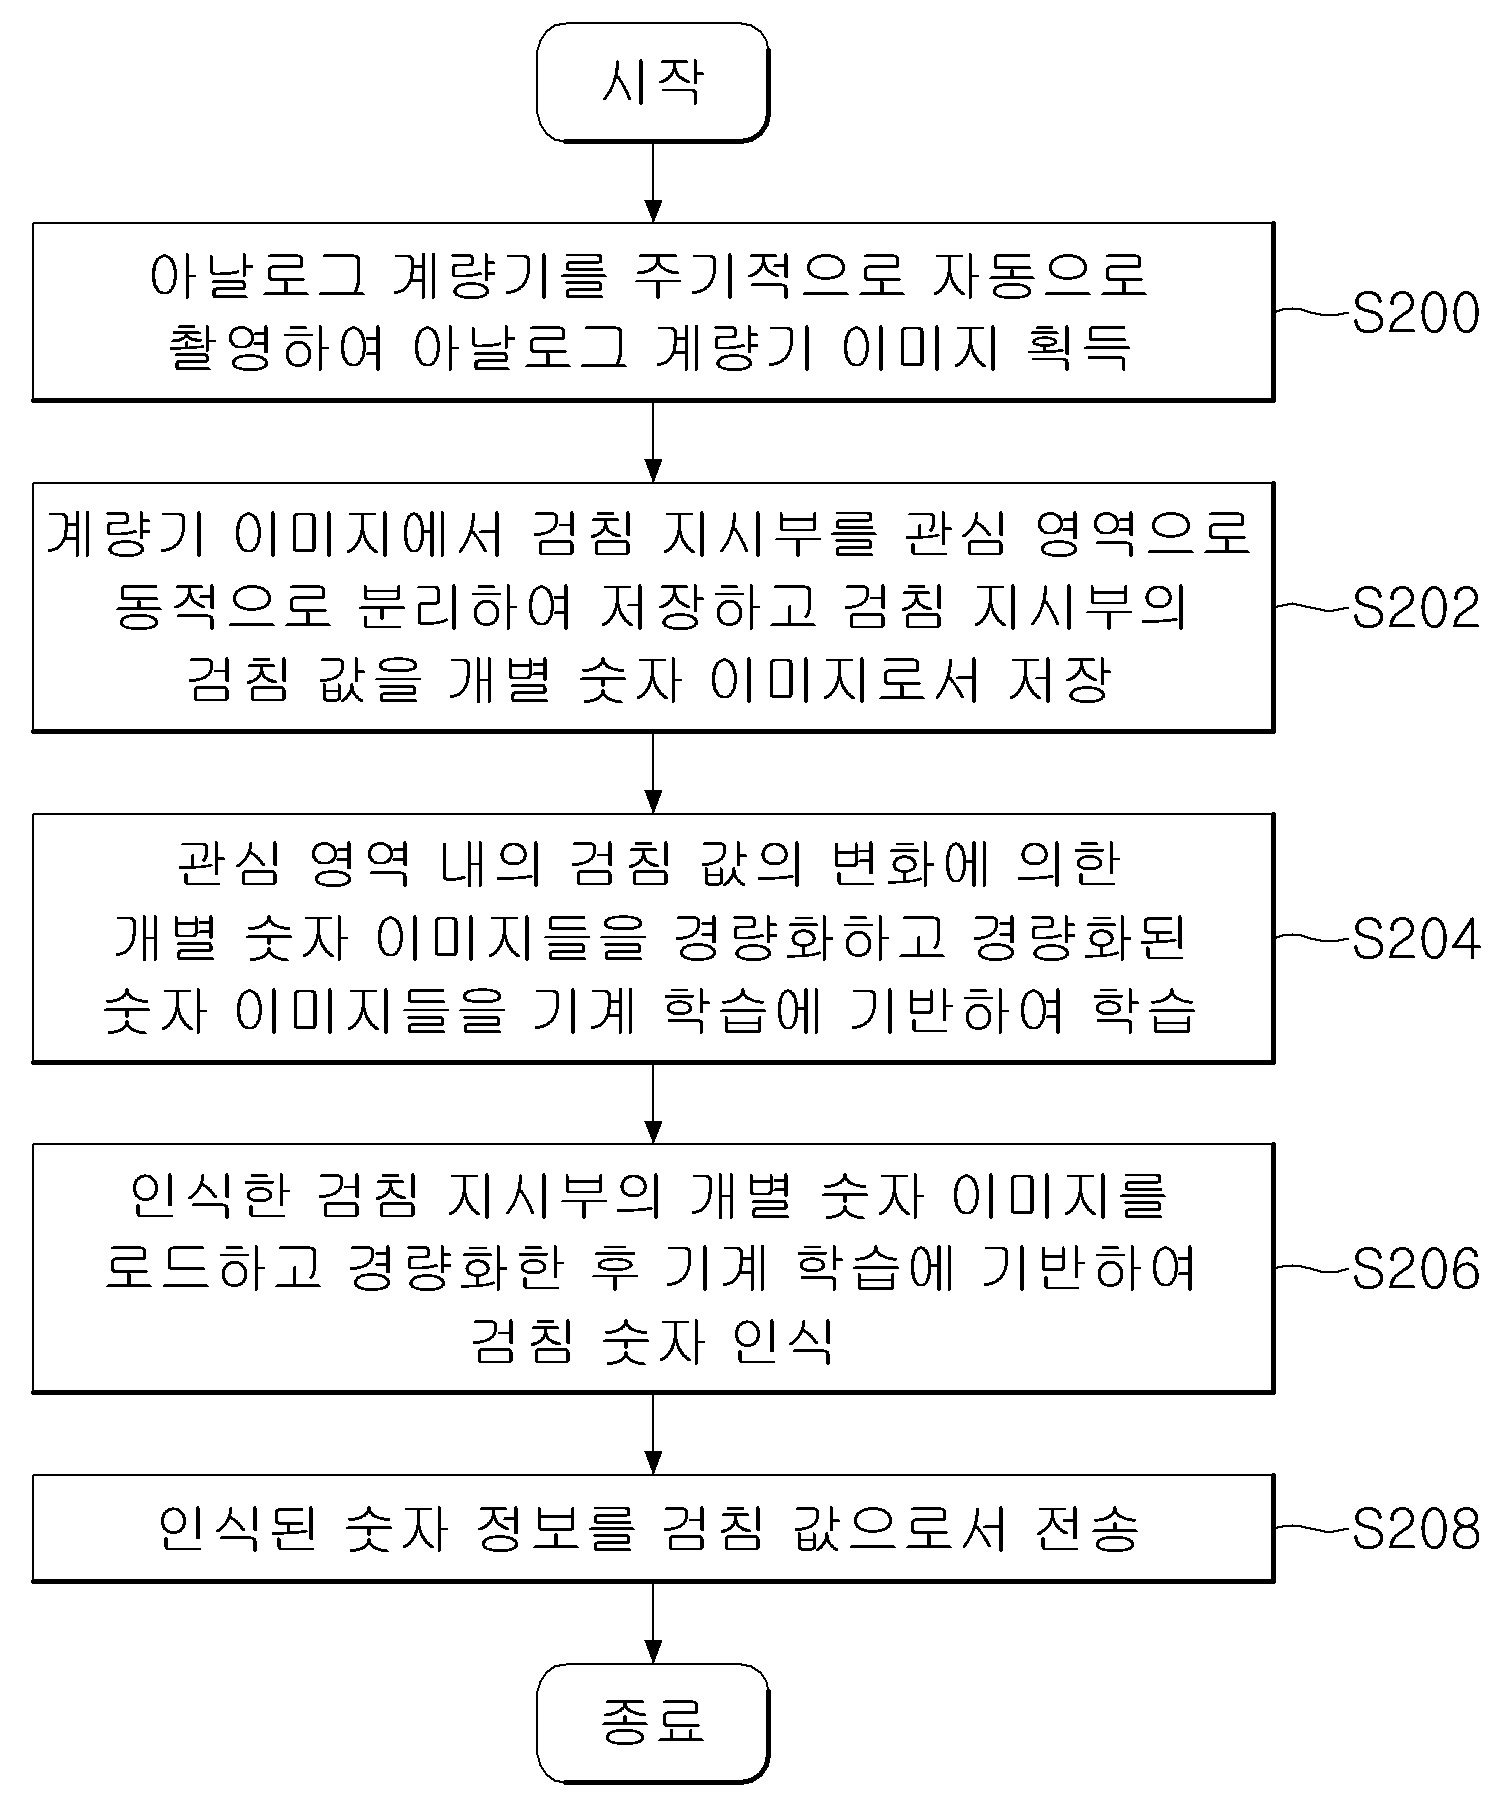 시작
아날로그 계량기를 주기적으로 자동으로
촬영하여 아날로그 계량기 이미지 획득
S200
계량기 이미지에서 검침 지시부를 관심 영역으로
동적으로 분리하여 저장하고 검침 지시부의
검침 값을 개별 숫자 이미지로서 저장
S202
관심 영역 내의 검침 값의 변화에 의한
개별 숫자 이미지들을 경량화하고 경량화된
숫자 이미지들을 기계 학습에 기반하여 학습
S204
인식한 검침 지시부의 개별 숫자 이미지를
로드하고 경량화한 후 기계 학습에 기반하여
검침 숫자 인식
S206
인식된 숫자 정보를 검침 값으로서 전송
S208
종료